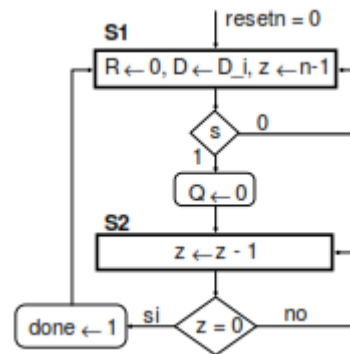 resetn = 0
S1
R ← 0, D ← D_i, z ← n-1
s
0
1
Q ← 0
S2
z ← z - 1
done ← 1
si
z = 0
no